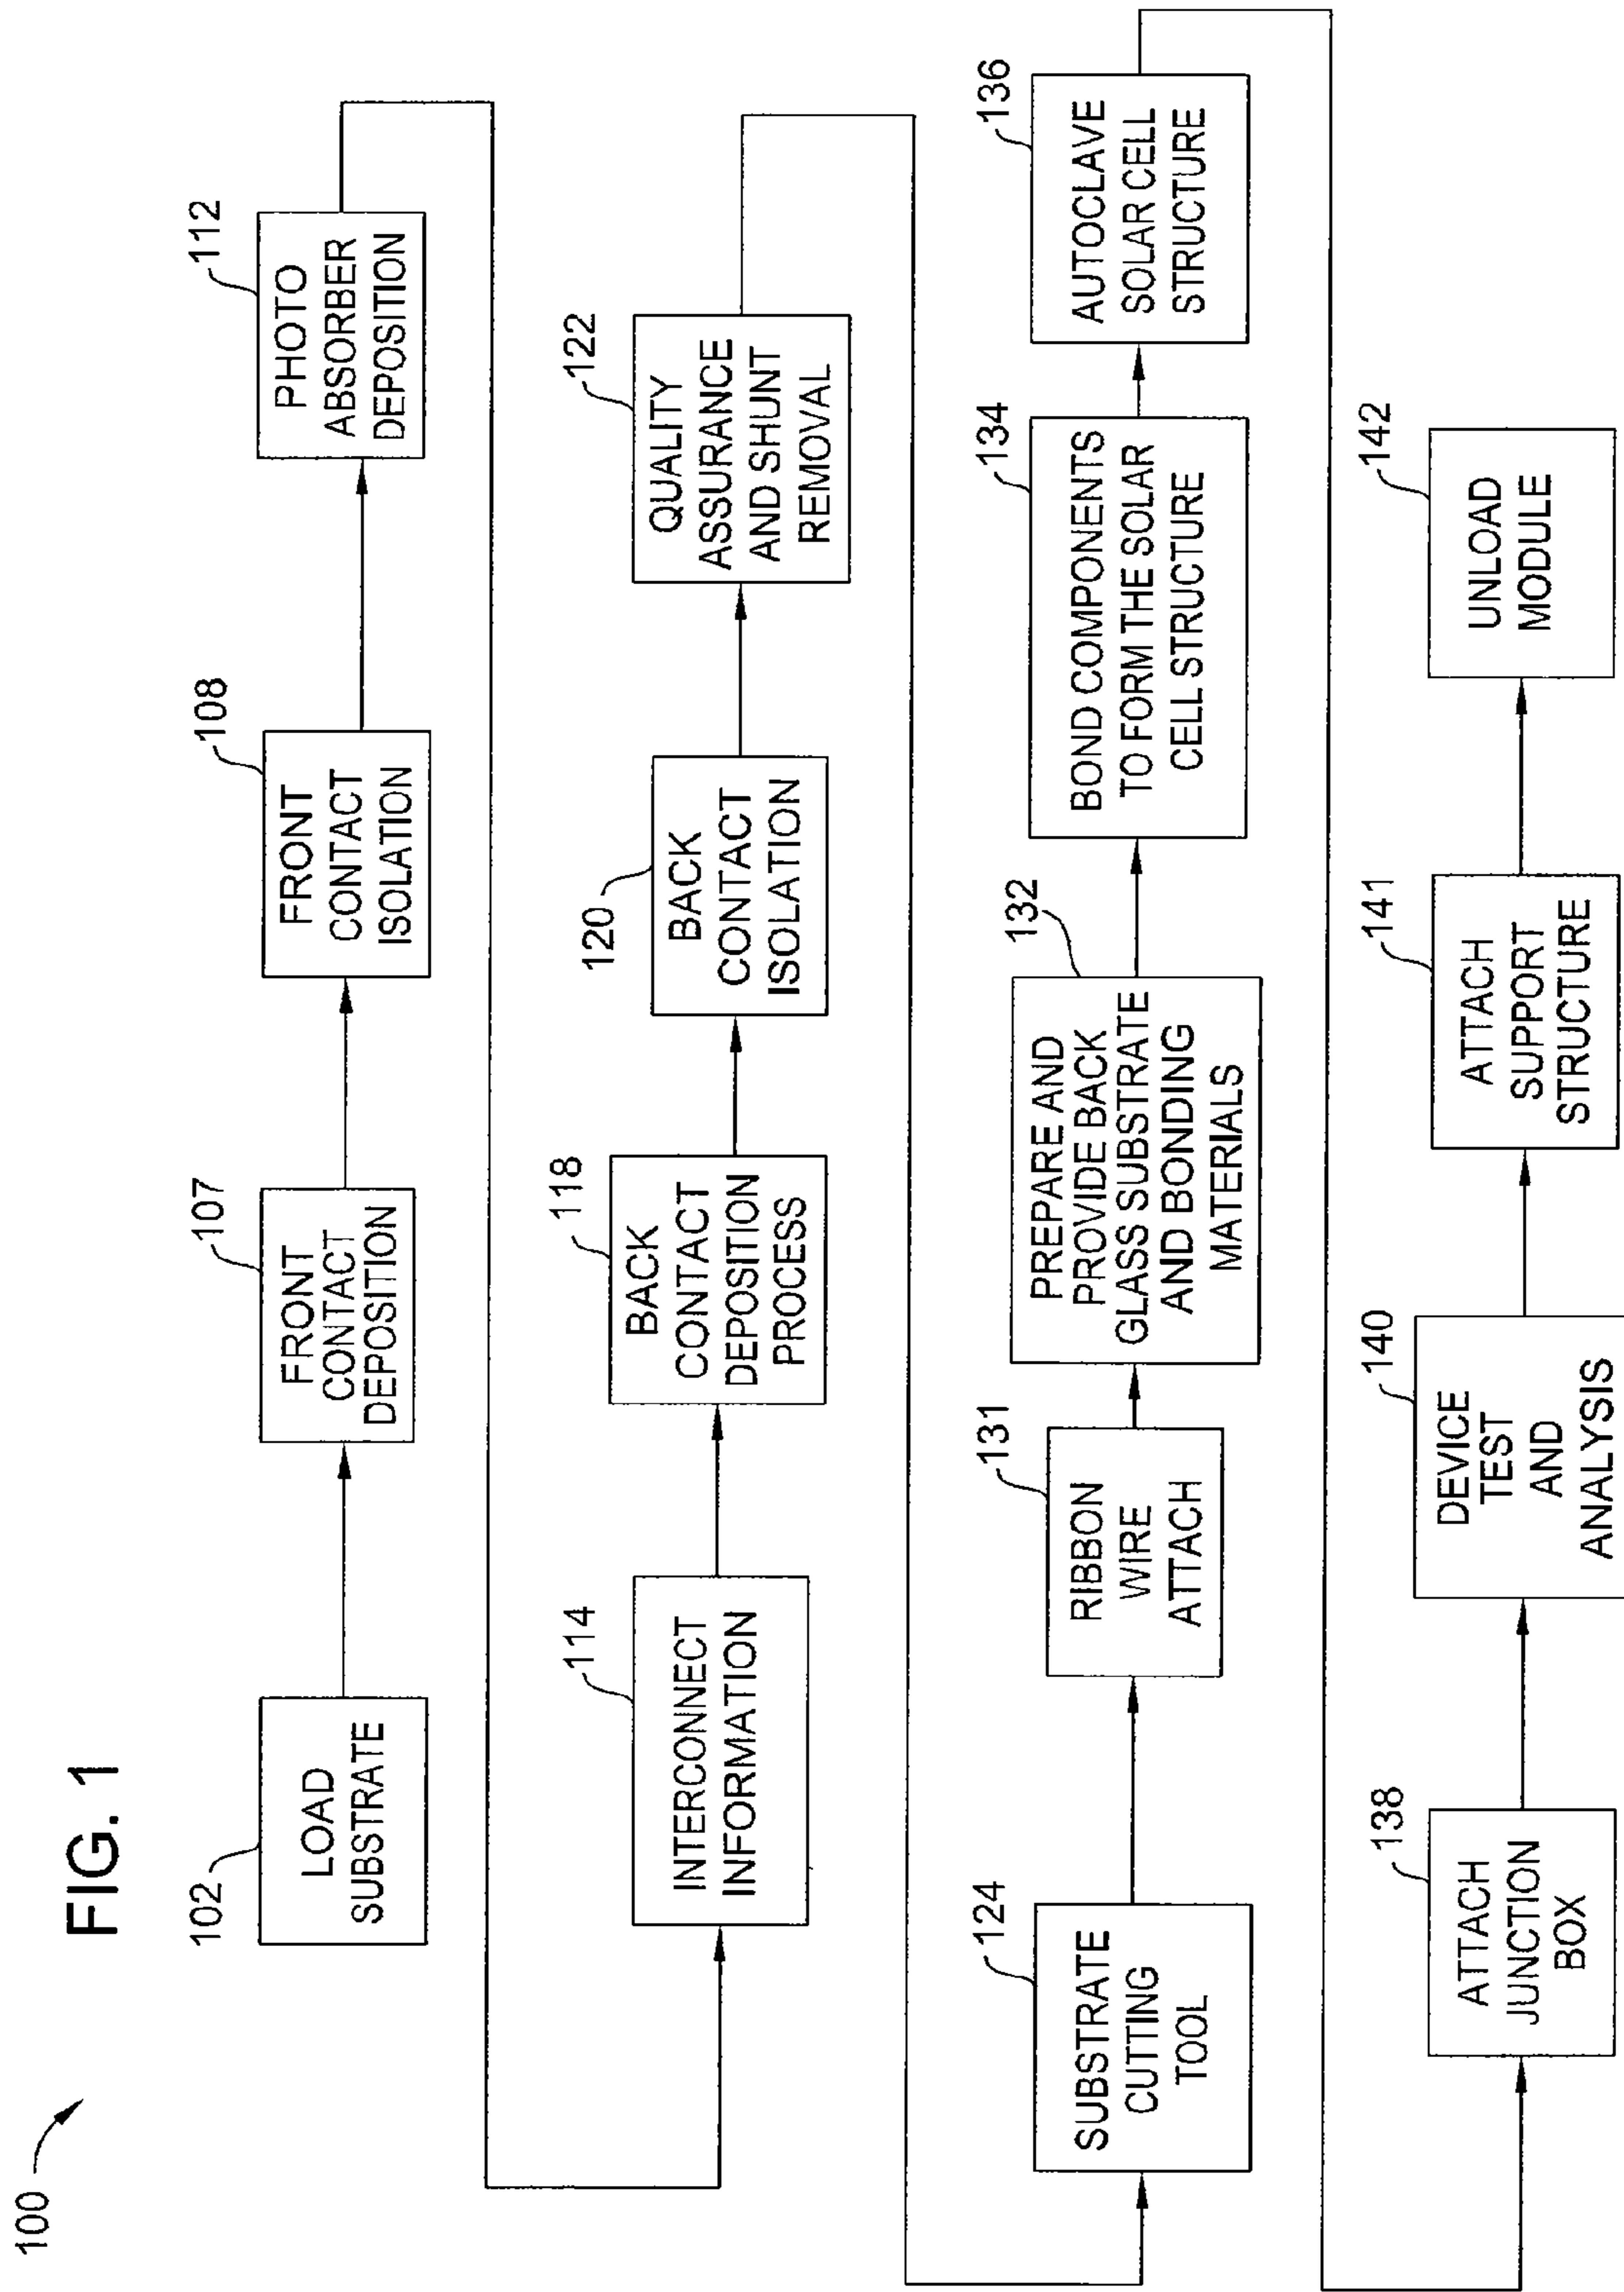 FIG. 1
100
102
LOAD
SUBSTRATE
107
FRONT
CONTACT
DEPOSITION
108
FRONT
CONTACT
ISOLATION
112
PHOTO
ABSORBER
DEPOSITION
114
INTERCONNECT
INFORMATION
118
BACK
CONTACT
DEPOSITION
PROCESS
120
BACK
CONTACT
ISOLATION
122
QUALITY
ASSURANCE
AND SHUNT
REMOVAL
124
SUBSTRATE
CUTTING
TOOL
131
RIBBON
WIRE
ATTACH
132
PREPARE AND
PROVIDE BACK
GLASS SUBSTRATE
AND BONDING
MATERIALS
134
BOND COMPONENTS
TO FORM THE SOLAR
CELL STRUCTURE
136
AUTOCLAVE
SOLAR CELL
STRUCTURE
138
ATTACH
JUNCTION
BOX
140
DEVICE
TEST
AND
ANALYSIS
141
ATTACH
SUPPORT
STRUCTURE
142
UNLOAD
MODULE